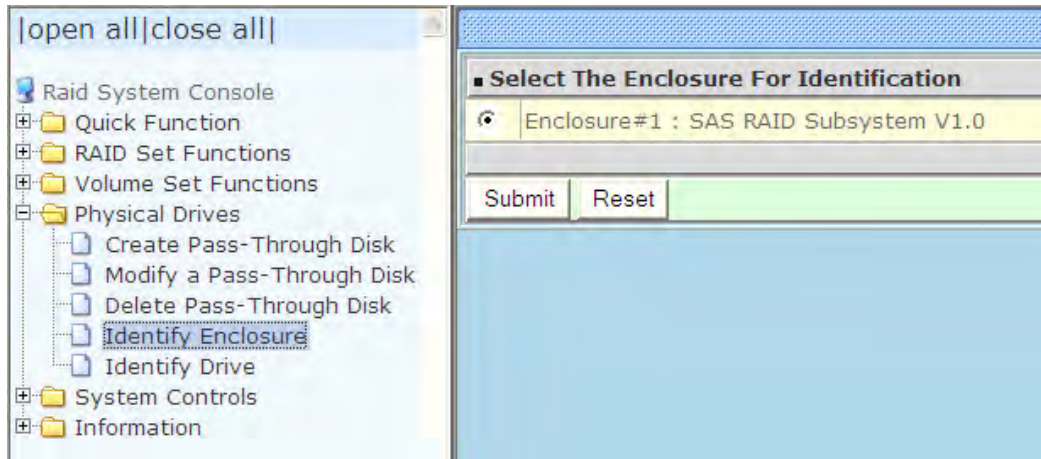 |open all|close all|
Raid System Console
Quick Function
RAID Set Functions
Volume Set Functions
Physical Drives
Create Pass-Through Disk
Modify a Pass-Through Disk
Delete Pass-Through Disk
Identify Enclosure
Identify Drive
System Controls
Information
Select The Enclosure For Identification
Enclosure#1 : SAS RAID Subsystem V1.0
Submit Reset